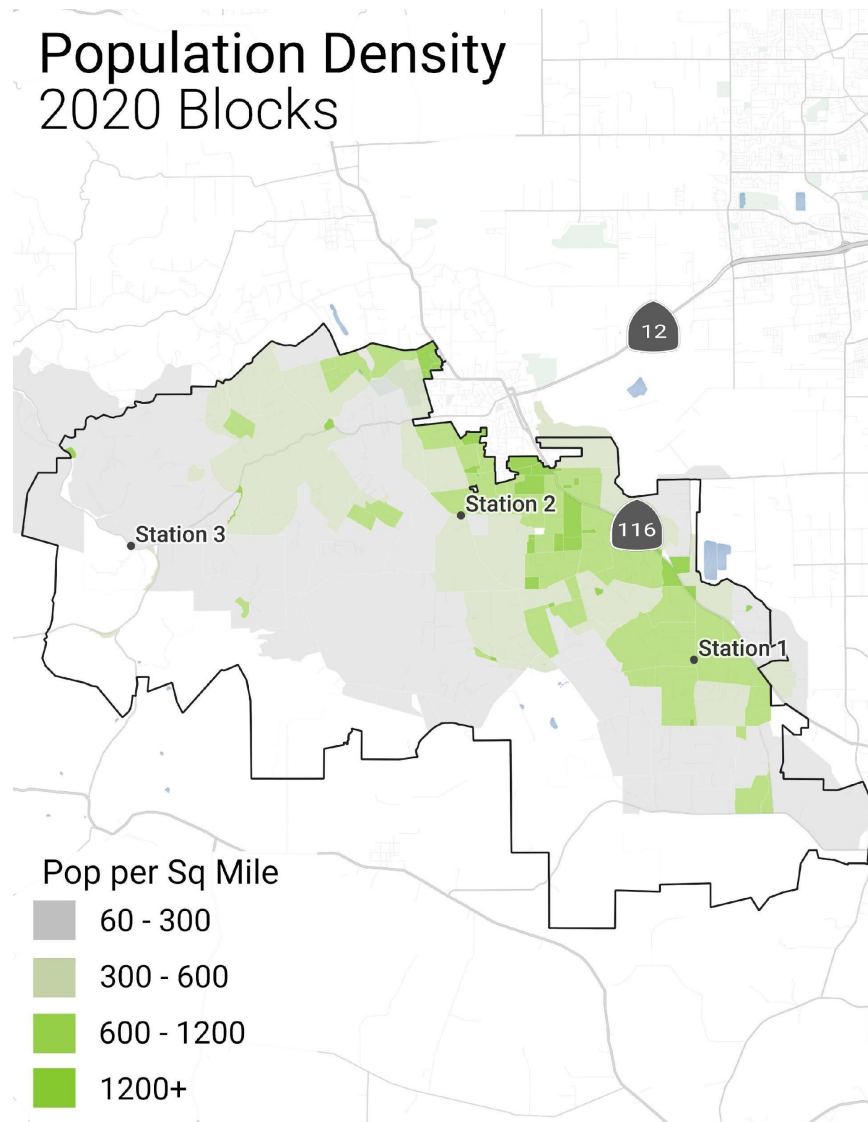 Population Density
2020 Blocks
12
Station 2
116
Station 3
Station 1
Pop per Sq Mile
60 - 300
300 - 600
600 - 1200
1200+